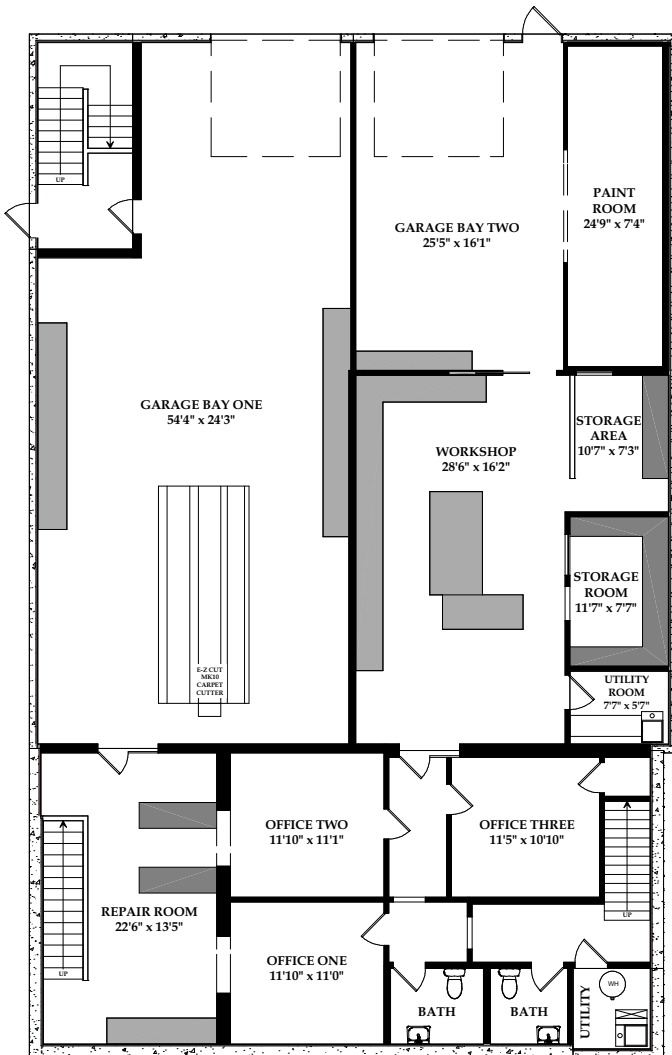 UP
PAINT
ROOM
24'9" x 7'4"
GARAGE BAY TWO
25'5" x 16'1"
GARAGE BAY ONE
54'4" x 24'3"
STORAGE
AREA
10'7" x 7'3"
WORKSHOP
28'6" x 16'2"
STORAGE
ROOM
11'7" x 7'7"
E-Z CUT
MK10
CARPET
CUTTER
UTILITY
ROOM
7'7" x 5'7"
OFFICE TWO
11'10" x 11'1"
OFFICE THREE
11'5" x 10'10"
REPAIR ROOM
22'6" x 13'5"
UP
OFFICE ONE
11'10" x 11'0"
UP
BATH
BATH
UTILITY
WH